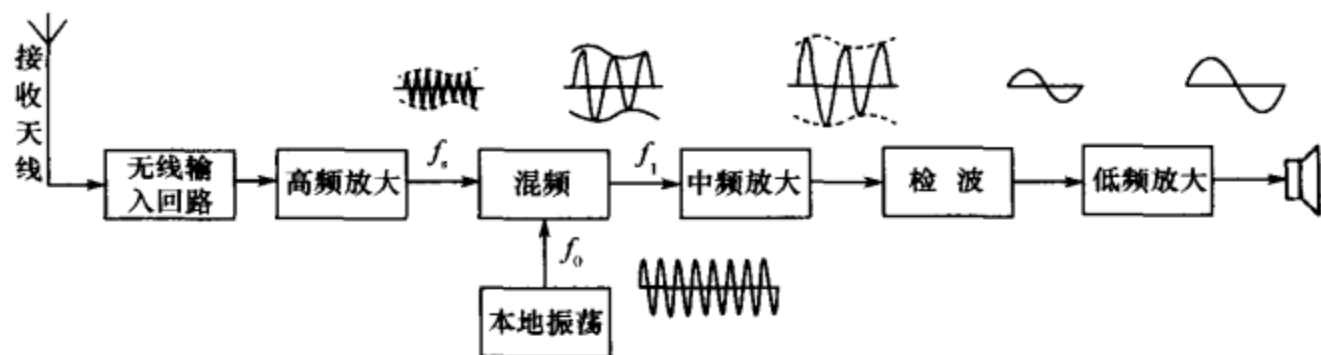 接收天线
无线输入回路
高频放大
fs
混频
f1
中频放大
检 波
低频放大
f0
本地振荡